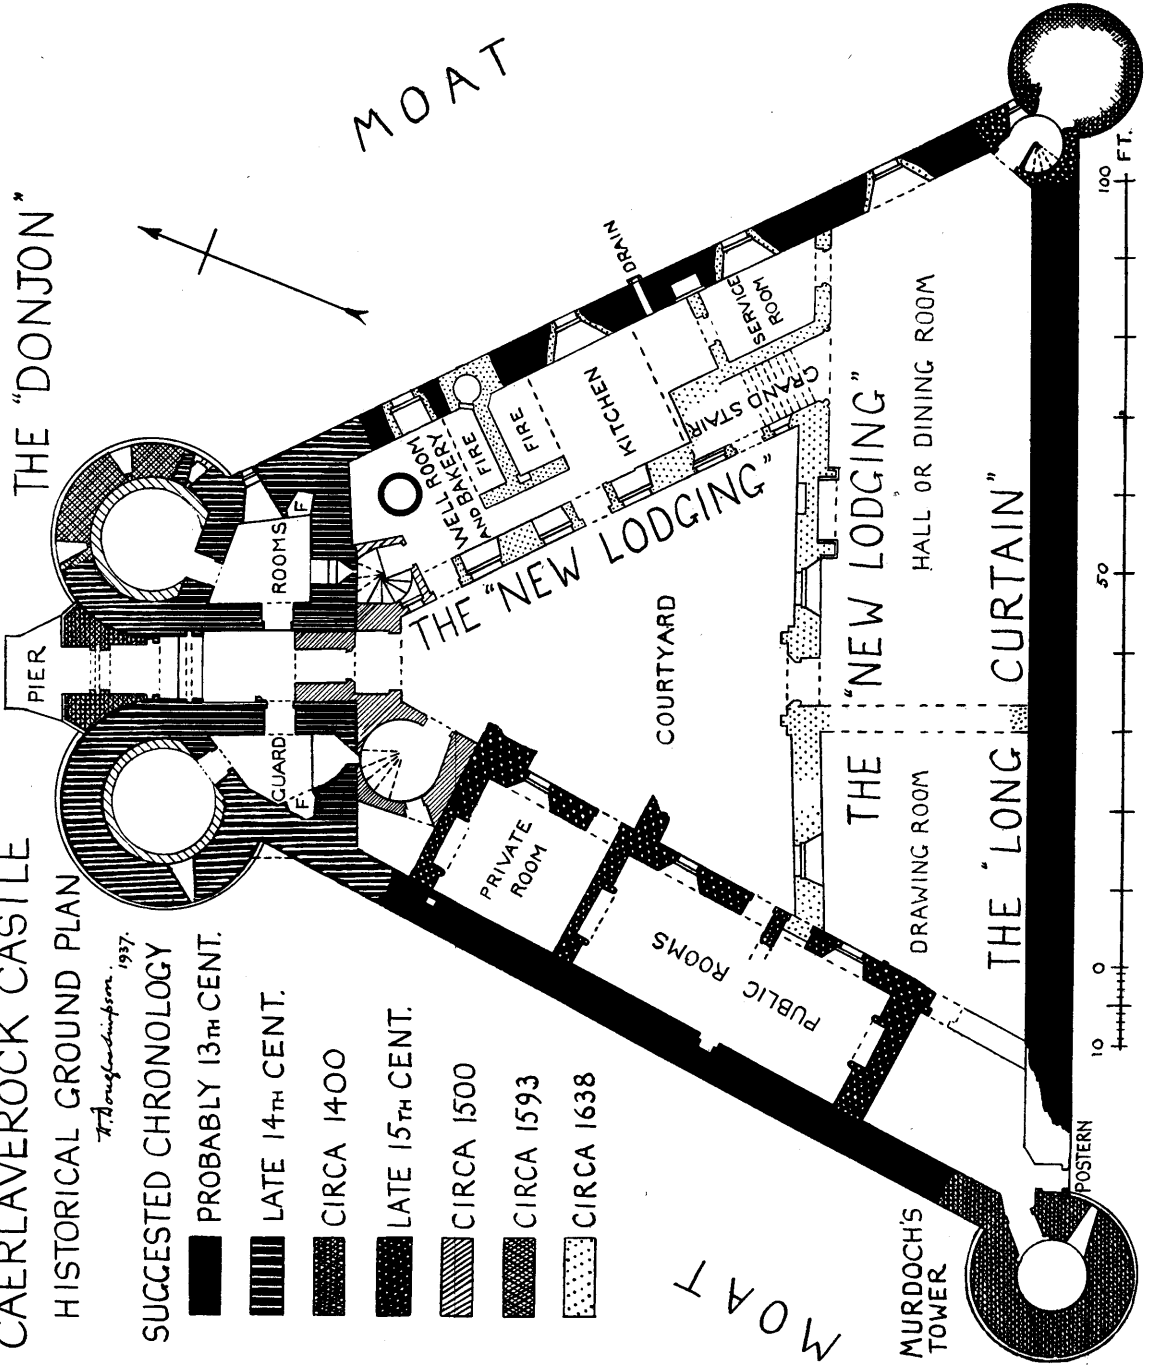 CAERLAVEROCK CASTLE
HISTORICAL GROUND PLAN
W. Douglas Simpson. 1937.
SUGGESTED CHRONOLOGY
PROBABLY 13TH CENT.
LATE 14TH CENT.
CIRCA 1400
LATE 15TH CENT.
CIRCA 1500
CIRCA 1593
CIRCA 1638
THE "DONJON"
MOAT
PIER
GUARD
F
ROOMS
F
WELL ROOM
AND BAKERY
FIRE
FIRE
KITCHEN
DRAIN
SERVICE
ROOM
GRAND STAIR
THE "NEW LODGING"
COURTYARD
PRIVATE
ROOM
PUBLIC ROOMS
THE "NEW LODGING"
DRAWING ROOM
HALL OR DINING ROOM
THE "LONG CURTAIN"
MOAT
MURDOCH'S
TOWER
POSTERN
10 0 50 100 FT.